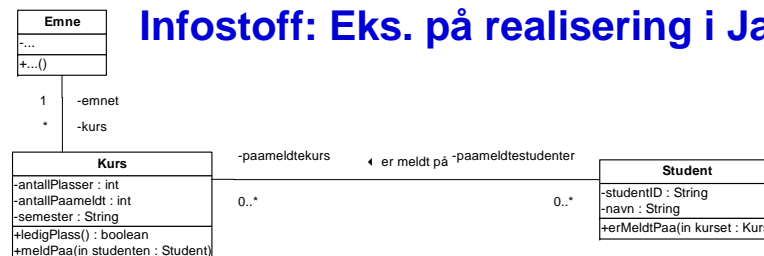 Infostoff: Eks. på realisering i Ja
Emne
-...
+...()
1 -emnet
* -kurs
Kurs
-antallPlasser : int
-antallPaameldt : int
-semester : String
+ledigPlass() : boolean
+meldPaa(in studenten : Student)
-paameldtekurs
er meldt på
-paameldtestudenter
0..*
0..*
Student
-studentID : String
-navn : String
+erMeldtPaa(in kurset : Kurs